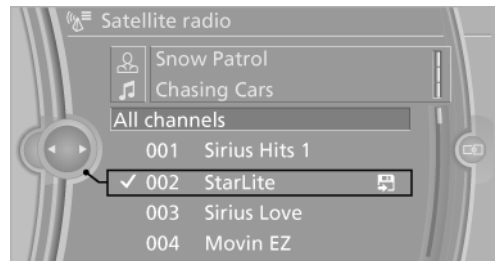 Satellite radio
Snow Patrol
Chasing Cars
All channels
001 Sirius Hits 1
002 StarLite
003 Sirius Love
004 Movin EZ